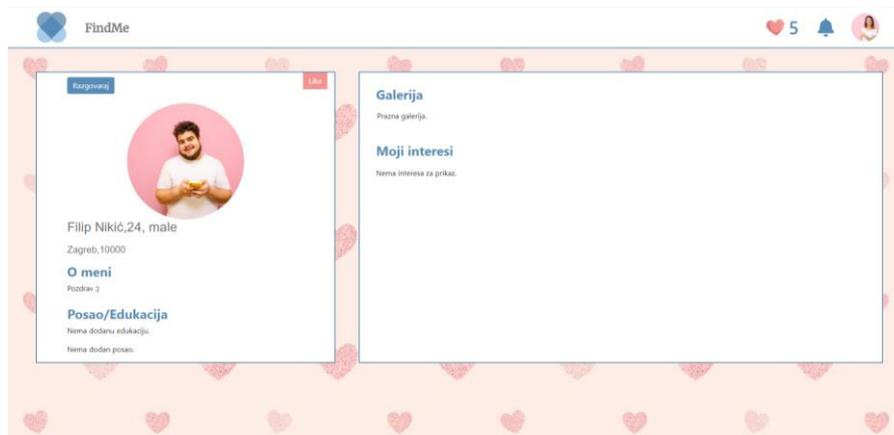 FindMe
5
Razgovaraj
Like
Filip Nikić,24, male
Zagreb,10000
O meni
Pozdrav :)
Posao/Edukacija
Nema dodanu edukaciju.
Nema dodan posao.
Galerija
Prazna galerija.
Moji interesi
Nema interesa za prikaz.